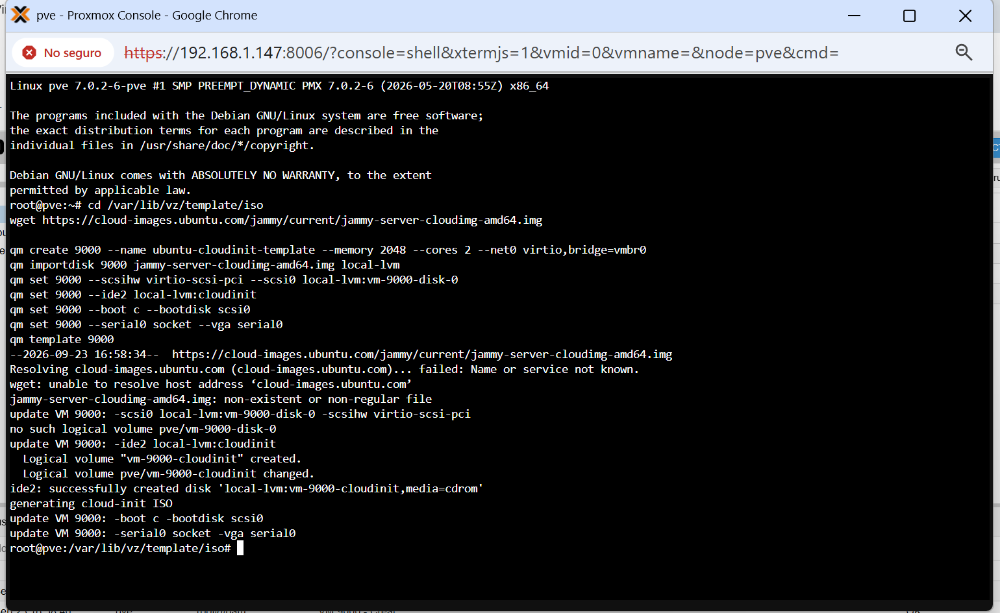 pve - Proxmox Console - Google Chrome
No seguro
https://192.168.1.147:8006/?console=shell&xtermjs=1&vmid=0&vmname=&node=pve&cmd=
Linux pve 7.0.2-6-pve #1 SMP PREEMPT_DYNAMIC PMX 7.0.2-6 (2026-05-20T08:55Z) x86_64
The programs included with the Debian GNU/Linux system are free software;
the exact distribution terms for each program are described in the
individual files in /usr/share/doc/*/copyright.
Debian GNU/Linux comes with ABSOLUTELY NO WARRANTY, to the extent
permitted by applicable law.
root@pve:~# cd /var/lib/vz/template/iso
wget https://cloud-images.ubuntu.com/jammy/current/jammy-server-cloudimg-amd64.img
qm create 9000 --name ubuntu-cloudinit-template --memory 2048 --cores 2 --net0 virtio,bridge=vmbr0
qm importdisk 9000 jammy-server-cloudimg-amd64.img local-lvm
qm set 9000 --scsihw virtio-scsi-pci --scsi0 local-lvm:vm-9000-disk-0
qm set 9000 --ide2 local-lvm:cloudinit
qm set 9000 --boot c --bootdisk scsi0
qm set 9000 --serial0 socket --vga serial0
qm template 9000
--2026-09-23 16:58:34--  https://cloud-images.ubuntu.com/jammy/current/jammy-server-cloudimg-amd64.img
Resolving cloud-images.ubuntu.com (cloud-images.ubuntu.com)... failed: Name or service not known.
wget: unable to resolve host address ‘cloud-images.ubuntu.com’
jammy-server-cloudimg-amd64.img: non-existent or non-regular file
update VM 9000: -scsi0 local-lvm:vm-9000-disk-0 -scsihw virtio-scsi-pci
no such logical volume pve/vm-9000-disk-0
update VM 9000: -ide2 local-lvm:cloudinit
  Logical volume "vm-9000-cloudinit" created.
  Logical volume pve/vm-9000-cloudinit changed.
ide2: successfully created disk 'local-lvm:vm-9000-cloudinit,media=cdrom'
generating cloud-init ISO
update VM 9000: -boot c -bootdisk scsi0
update VM 9000: -serial0 socket -vga serial0
root@pve:/var/lib/vz/template/iso#